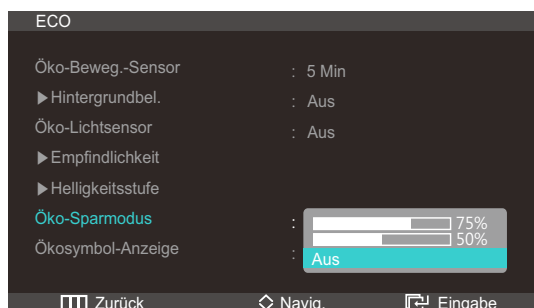 ECO
Öko-Beweg.-Sensor : 5 Min
▶Hintergrundbel. : Aus
Öko-Lichtsensor : Aus
▶Empfindlichkeit
▶Helligkeitsstufe
Öko-Sparmodus : 75%
50%
Ökosymbol-Anzeige : Aus
Zurück Navig. Eingabe